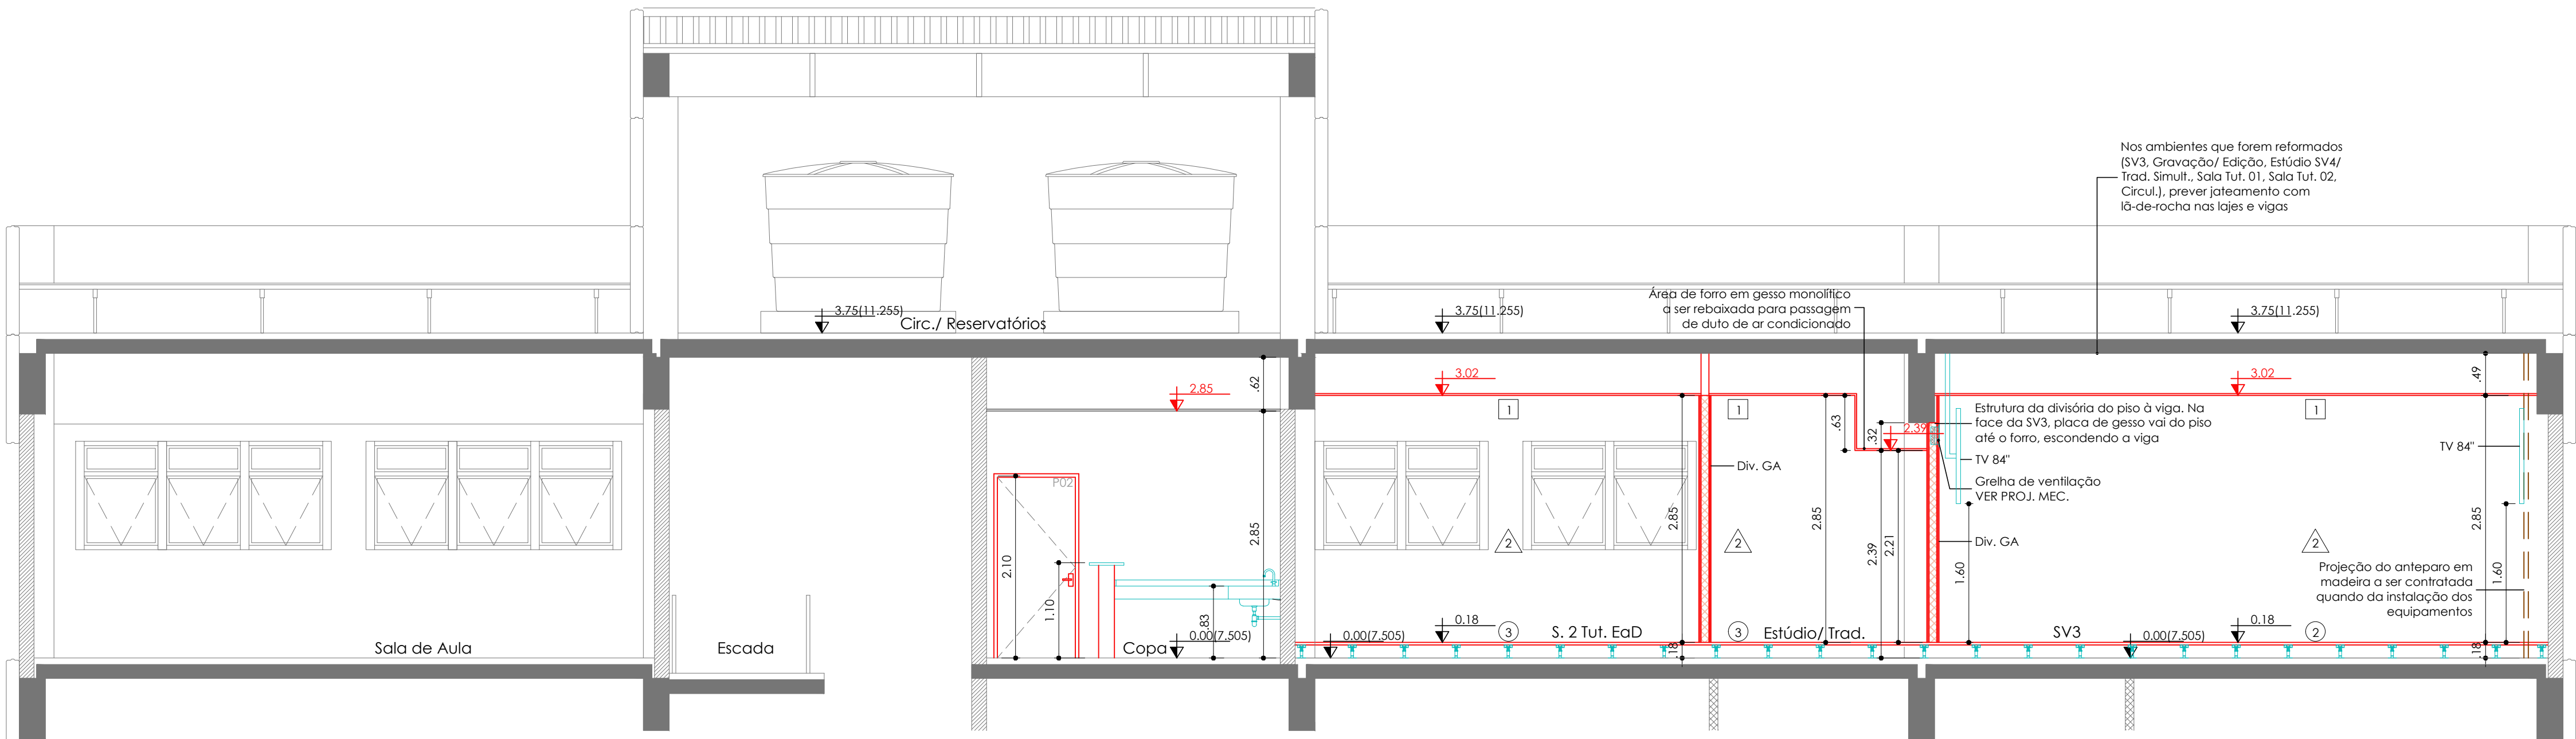 Nos ambientes que forem reformados
(SV3, Gravação/ Edição, Estúdio SV4/
Trad. Simult., Sala Tut. 01, Sala Tut. 02,
Circul.), prever jateamento com
lã-de-rocha nas lajes e vigas
3.75(11.255)
Circ./ Reservatórios
Área de forro em gesso monolítico
a ser rebaixada para passagem
de duto de ar condicionado
3.75(11.255)
3.75(11.255)
.62
2.85
3.02
3.02
.49
1
1
1
.63
.32
2.39
Estrutura da divisória do piso à viga. Na
face da SV3, placa de gesso vai do piso
até o forro, escondendo a viga
TV 84"
TV 84"
Grelha de ventilação
VER PROJ. MEC.
Div. GA
P02
2.10
1.10
.83
2.85
2.85
2.85
2.39
2.21
1.60
2.85
1.60
2
2
2
Div. GA
Projeção do anteparo em
madeira a ser contratada
quando da instalação dos
equipamentos
Sala de Aula
Escada
Copa
0.00(7.505)
0.00(7.505)
0.18
3
S. 2 Tut. EaD
.18
3
Estúdio/ Trad.
SV3
0.00(7.505)
0.18
2
.18